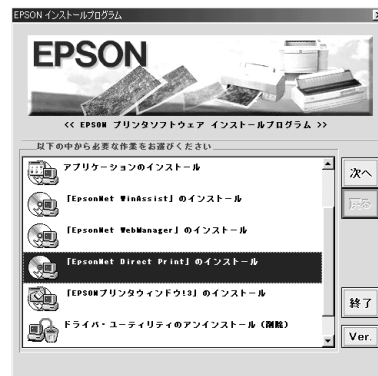 EPSON インストールプログラム
EPSON
<< EPSON プリンタソフトウェア インストールプログラム >>
以下の中から必要な作業をお選びください
アプリケーションのインストール
「EpsonNet WinAssist」のインストール
「EpsonNet WebManager」のインストール
「EpsonNet Direct Print」のインストール
「EPSONプリンタウィンドウ!3」のインストール
ドライバ・ユーティリティのアンインストール（削除）
次へ
戻る
終了
Ver.